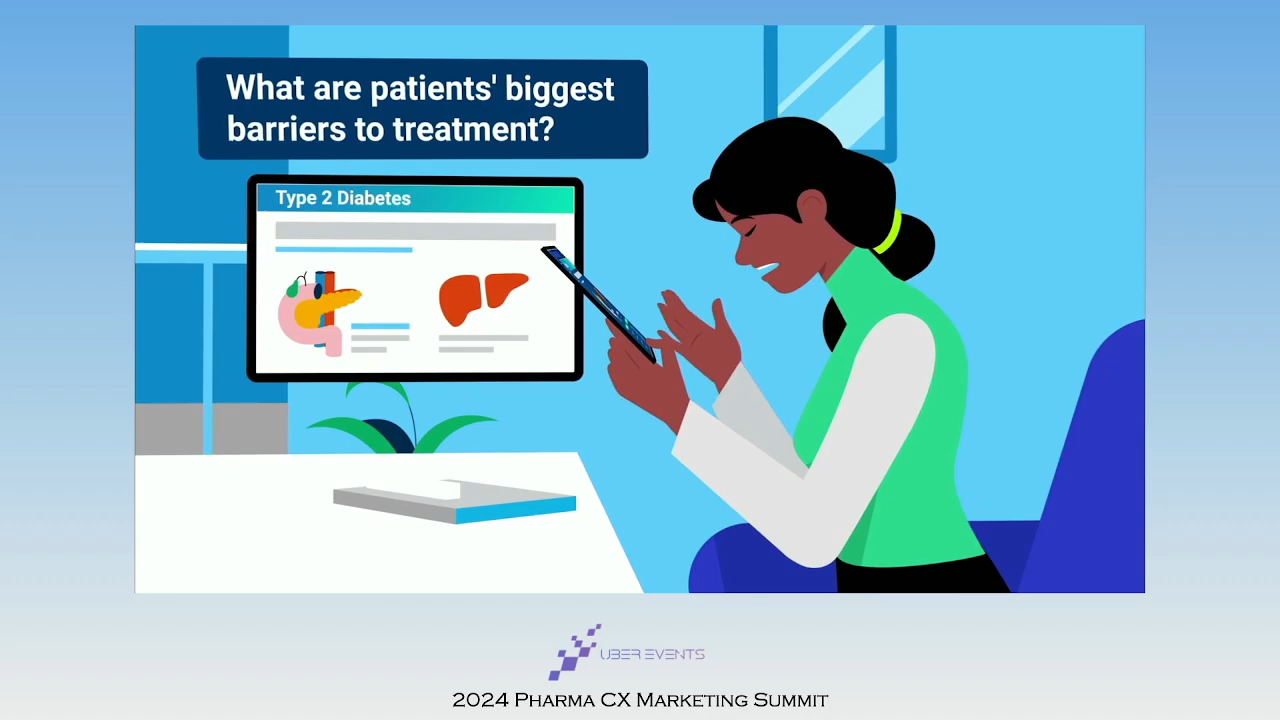 What are patients' biggest
barriers to treatment?
Type 2 Diabetes
UBER EVENTS
2024 Pharma CX Marketing Summit